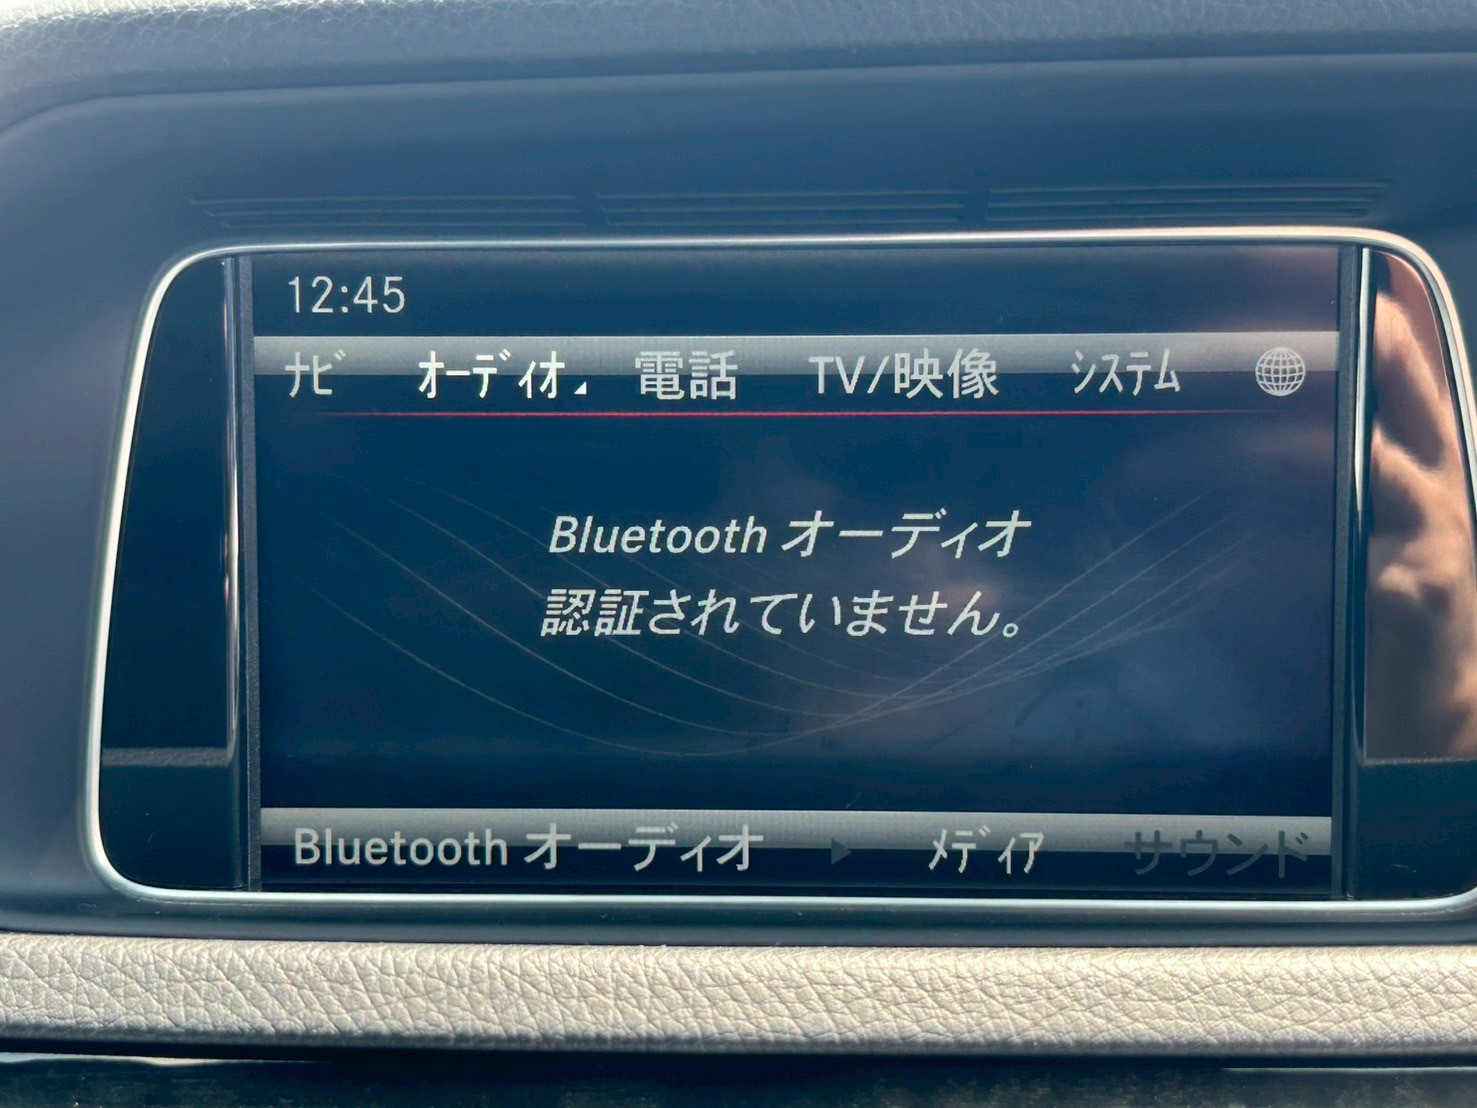 12:45
ナビ オーディオ 電話 TV/映像 システム
Bluetooth オーディオ
認証されていません。
Bluetooth オーディオ ▶ メディア サウンド